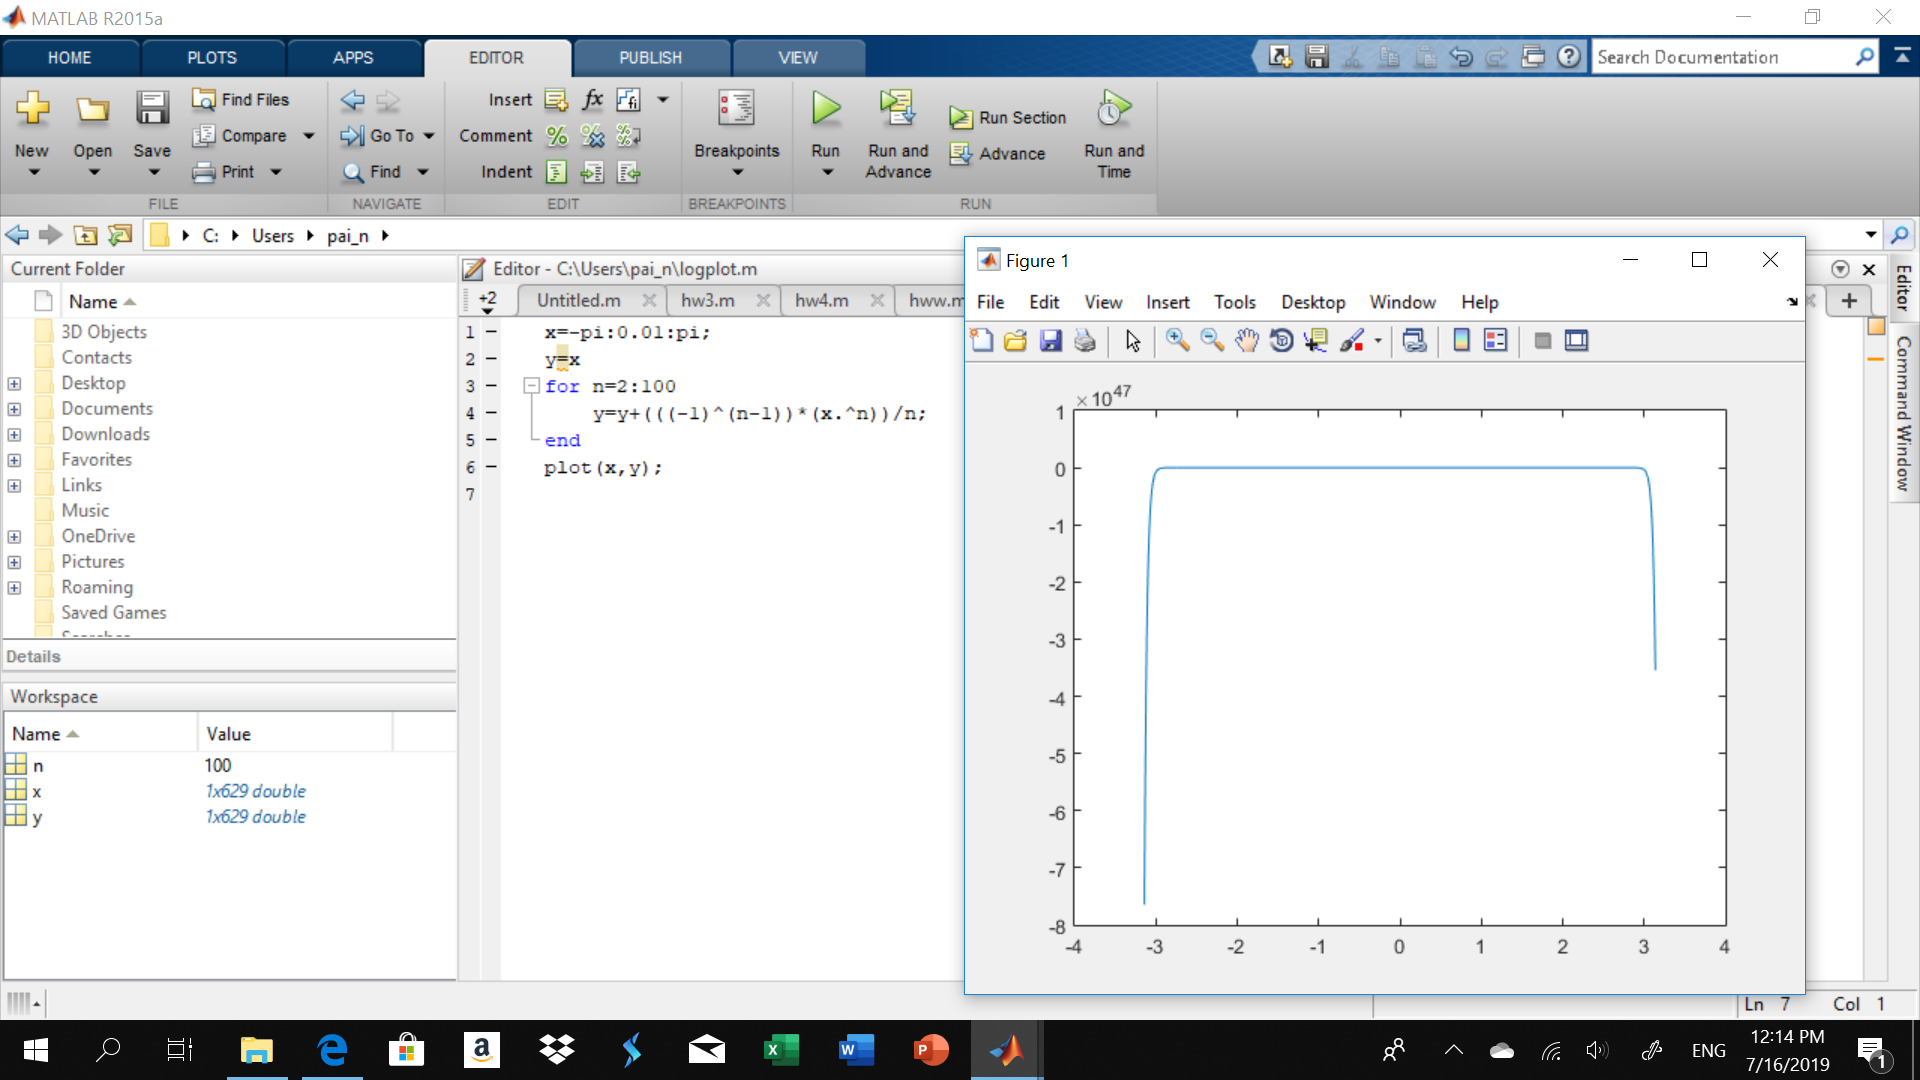 MATLAB R2015a
HOME PLOTS APPS EDITOR PUBLISH VIEW
Search Documentation
New Open Save
Find Files
Compare
Print
FILE
Go To
Find
NAVIGATE
Insert fx fi
Comment % %
Indent
EDIT
Breakpoints
BREAKPOINTS
Run
Run and Advance
Run Section
Advance
Run and Time
RUN
C: Users pai_n
Current Folder
Name
3D Objects
Contacts
Desktop
Documents
Downloads
Favorites
Links
Music
OneDrive
Pictures
Roaming
Saved Games
Details
Workspace
Name Value
n 100
x 1x629 double
y 1x629 double
Editor - C:\Users\pai_n\logplot.m
+2 Untitled.m hw3.m hw4.m hww.m
1 x=-pi:0.01:pi;
2 y=x
3 for n=2:100
4 y=y+(((-1)^(n-1))*(x.^n))/n;
5 end
6 plot(x,y);
7
Figure 1
File Edit View Insert Tools Desktop Window Help
×10^47
1
0
-1
-2
-3
-4
-5
-6
-7
-8
-4 -3 -2 -1 0 1 2 3 4
Editor
Command Window
Ln 7 Col 1
a
X W P
ENG
12:14 PM
7/16/2019
1